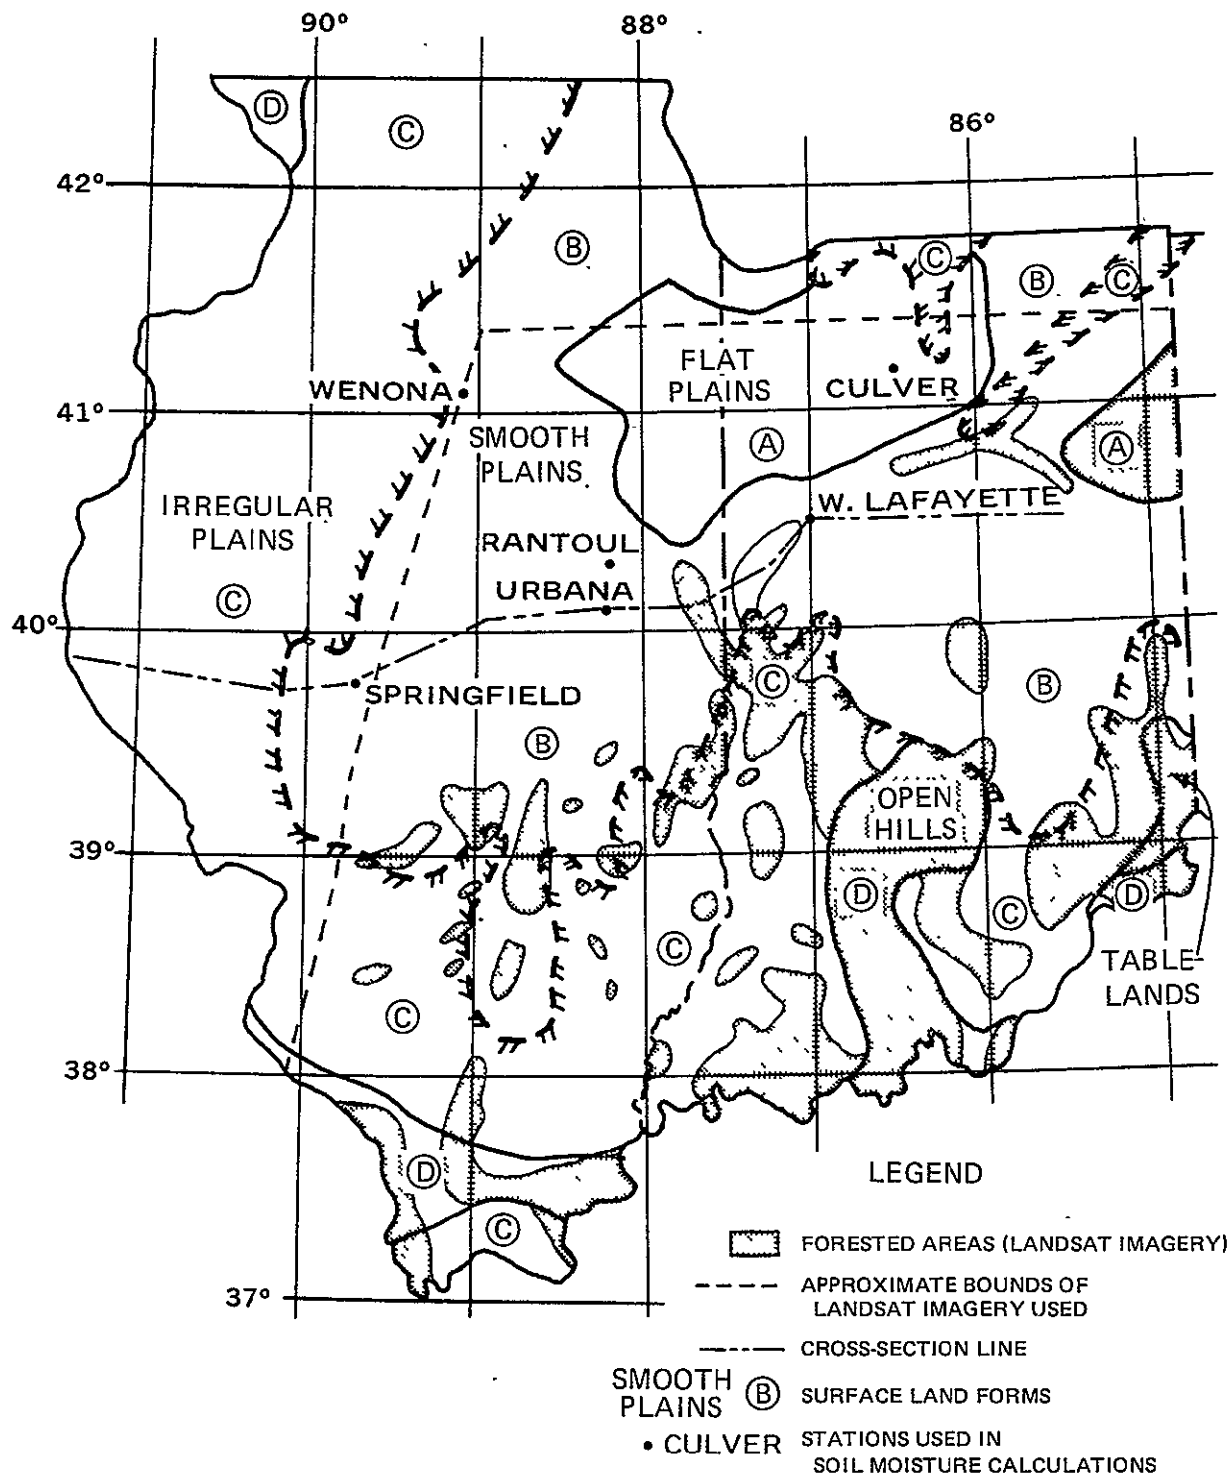 90°
88°
86°
D
C
42°
B
C
B
C
FLAT
PLAINS
WENONA
CULVER
41°
SMOOTH
PLAINS
A
A
IRREGULAR
PLAINS
W. LAFAYETTE
RANTOUL
URBANA
C
40°
C
B
SPRINGFIELD
B
OPEN
HILLS
39°
D
C
D
C
TABLE-
LANDS
C
38°
D
C
37°
LEGEND
FORESTED AREAS (LANDSAT IMAGERY)
APPROXIMATE BOUNDS OF
LANDSAT IMAGERY USED
CROSS-SECTION LINE
SMOOTH
PLAINS
B
SURFACE LAND FORMS
• CULVER
STATIONS USED IN
SOIL MOISTURE CALCULATIONS